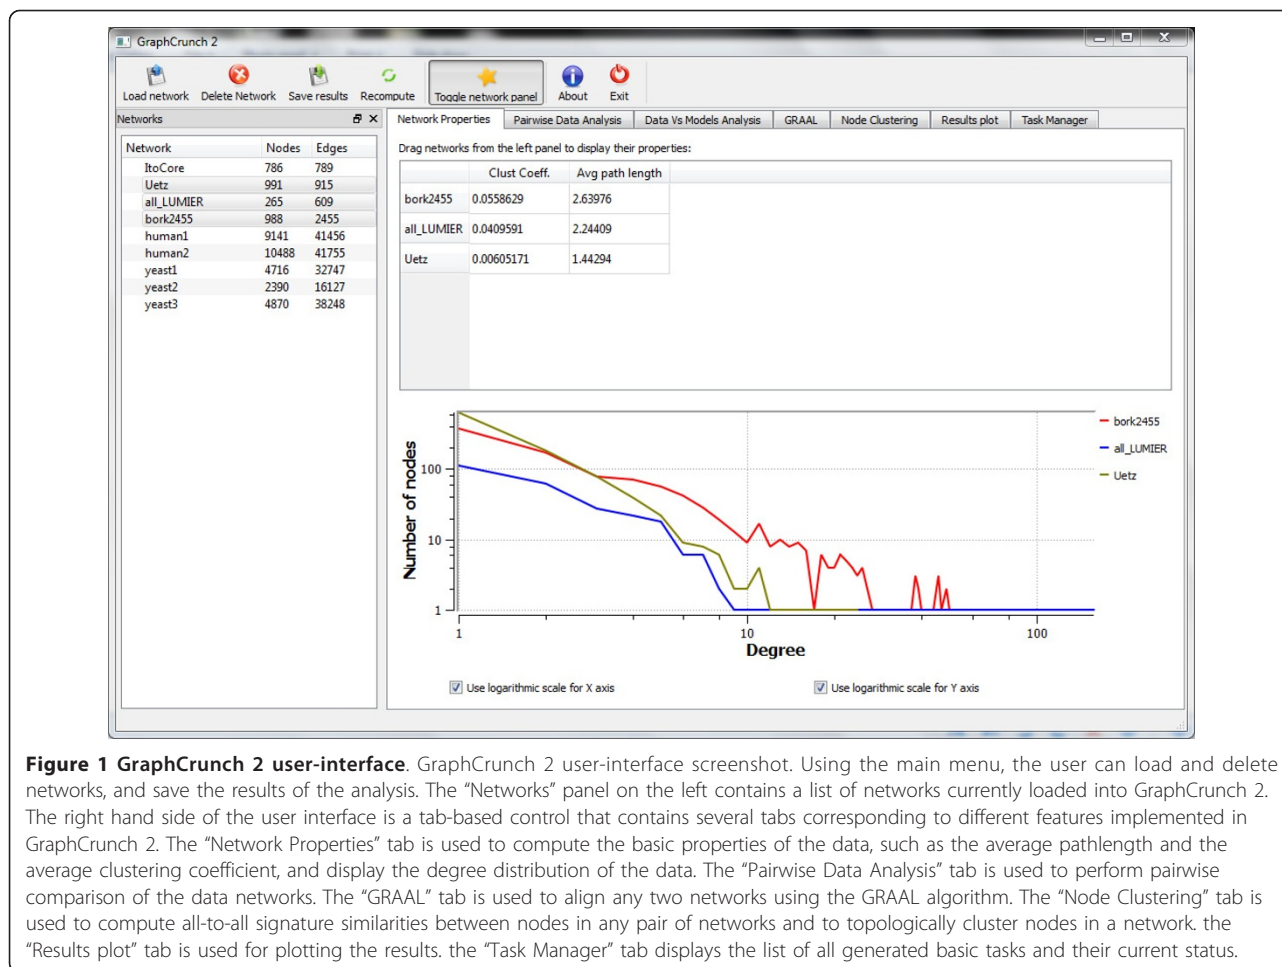 GraphCrunch 2
Load network Delete Network Save results Recompute Toggle network panel About Exit
Networks
Network Nodes Edges
ItoCore 786 789
Uetz 991 915
all_LUMIER 265 609
bork2455 988 2455
human1 9141 41456
human2 10488 41755
yeast1 4716 32747
yeast2 2390 16127
yeast3 4870 38248
Network Properties Pairwise Data Analysis Data Vs Models Analysis GRAAL Node Clustering Results plot Task Manager
Drag networks from the left panel to display their properties:
Clust Coeff. Avg path length
bork2455 0.0558629 2.63976
all_LUMIER 0.0409591 2.24409
Uetz 0.00605171 1.44294
Number of nodes
100
10
1
1 10 100
Degree
bork2455
all_LUMIER
Uetz
Use logarithmic scale for X axis Use logarithmic scale for Y axis
Figure 1 GraphCrunch 2 user-interface. GraphCrunch 2 user-interface screenshot. Using the main menu, the user can load and delete
networks, and save the results of the analysis. The “Networks” panel on the left contains a list of networks currently loaded into GraphCrunch 2.
The right hand side of the user interface is a tab-based control that contains several tabs corresponding to different features implemented in
GraphCrunch 2. The “Network Properties” tab is used to compute the basic properties of the data, such as the average pathlength and the
average clustering coefficient, and display the degree distribution of the data. The “Pairwise Data Analysis” tab is used to perform pairwise
comparison of the data networks. The “GRAAL” tab is used to align any two networks using the GRAAL algorithm. The “Node Clustering” tab is
used to compute all-to-all signature similarities between nodes in any pair of networks and to topologically cluster nodes in a network. the
“Results plot” tab is used for plotting the results. the “Task Manager” tab displays the list of all generated basic tasks and their current status.